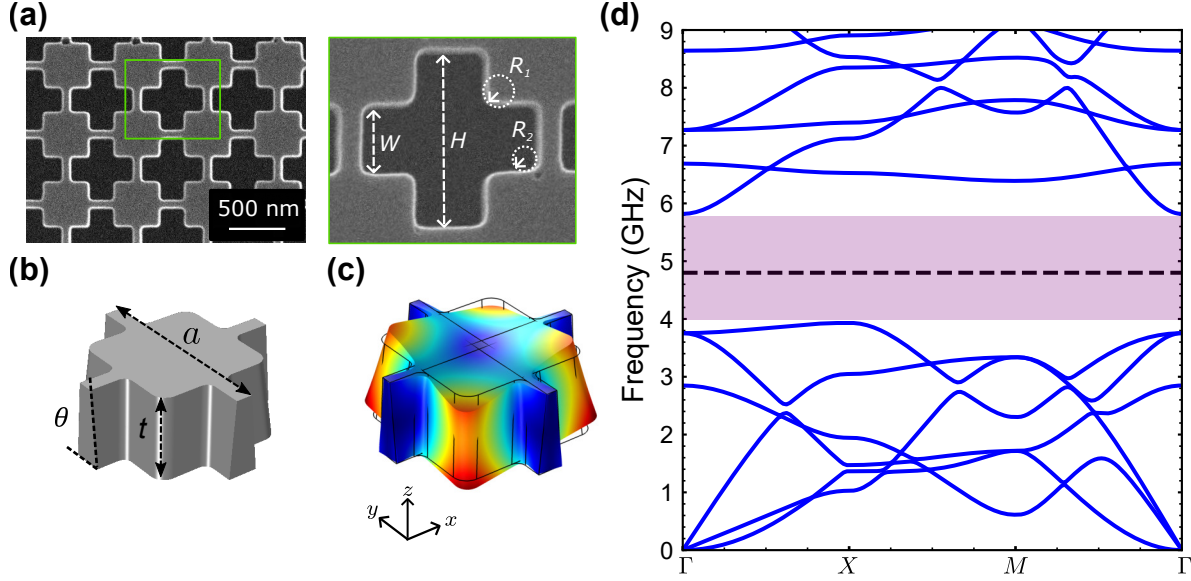 (a)
500 nm
W
H
R1
R2
(b)
a
θ
t
(c)
z
y
x
(d)
Frequency (GHz)
9
8
7
6
5
4
3
2
1
0
Γ X M Γ